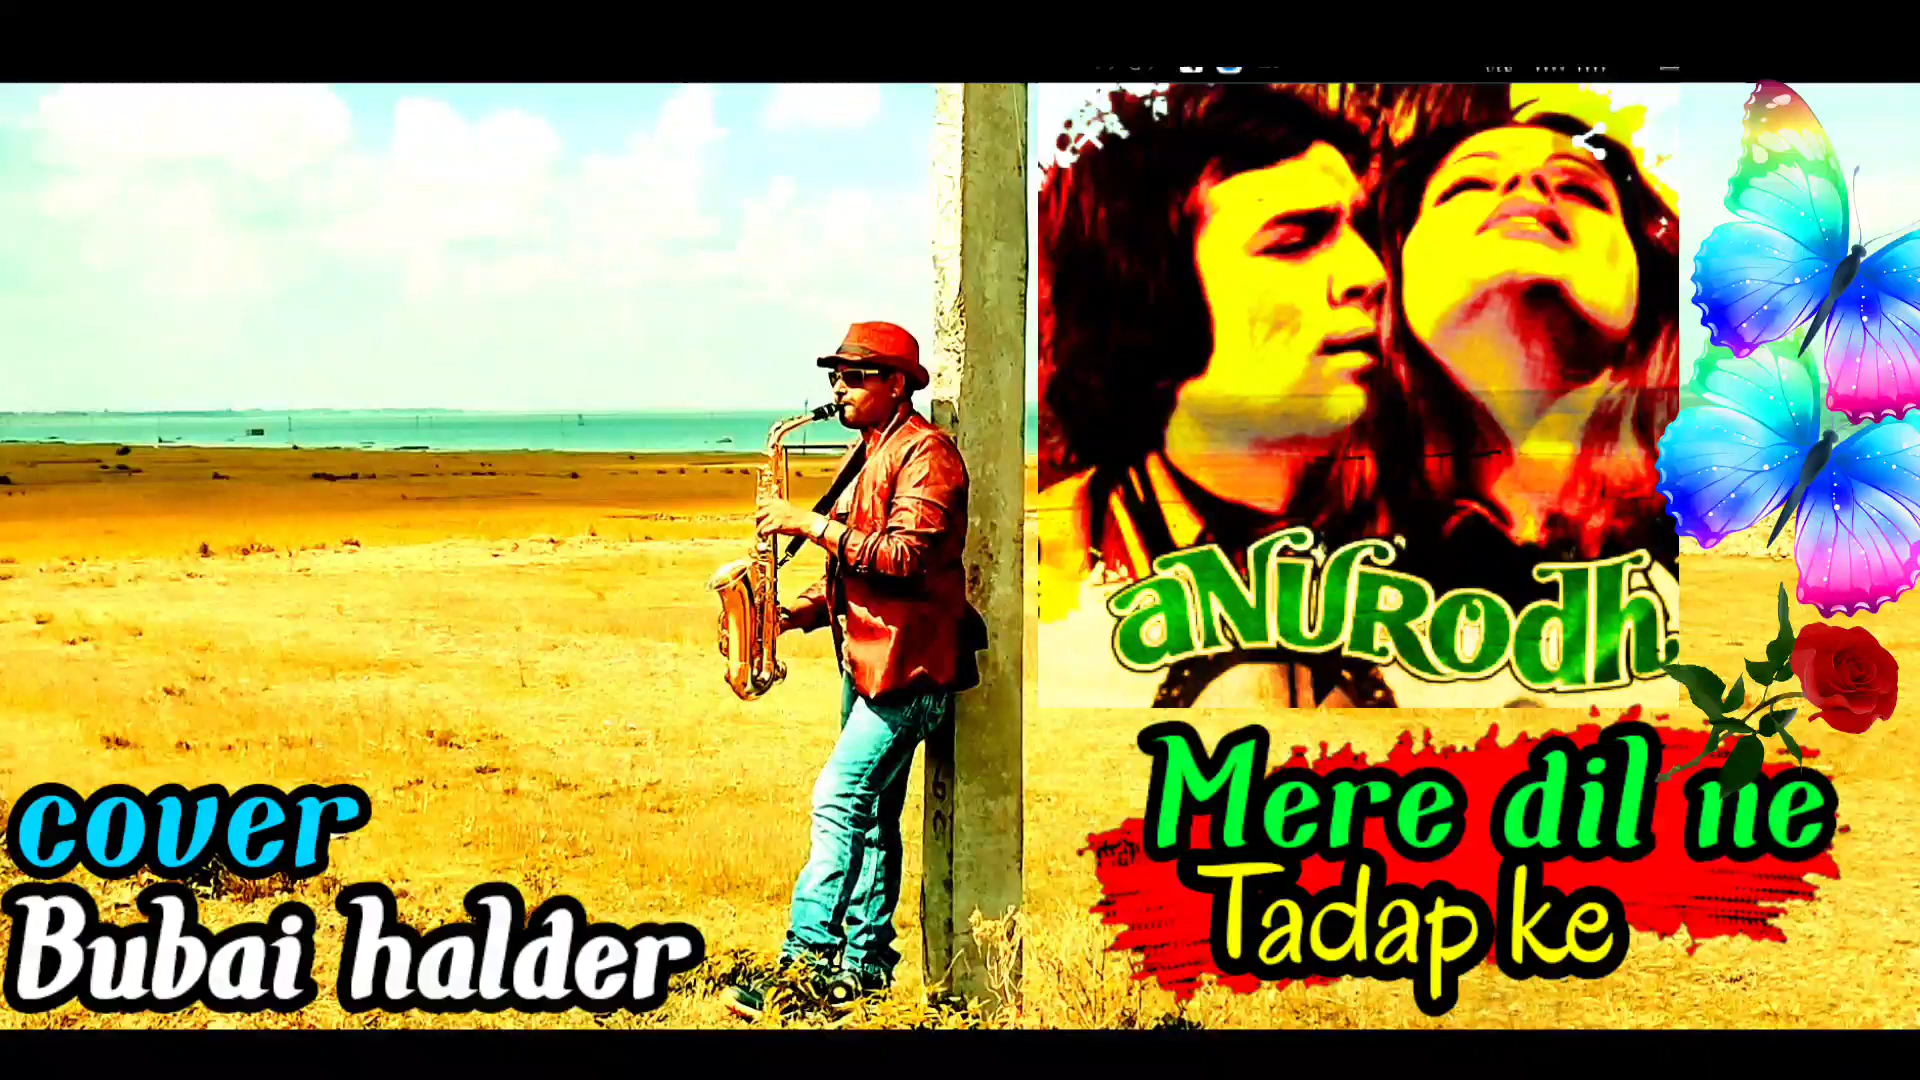 aNURodh
Mere dil ne
Tadap ke
cover
Bubai halder